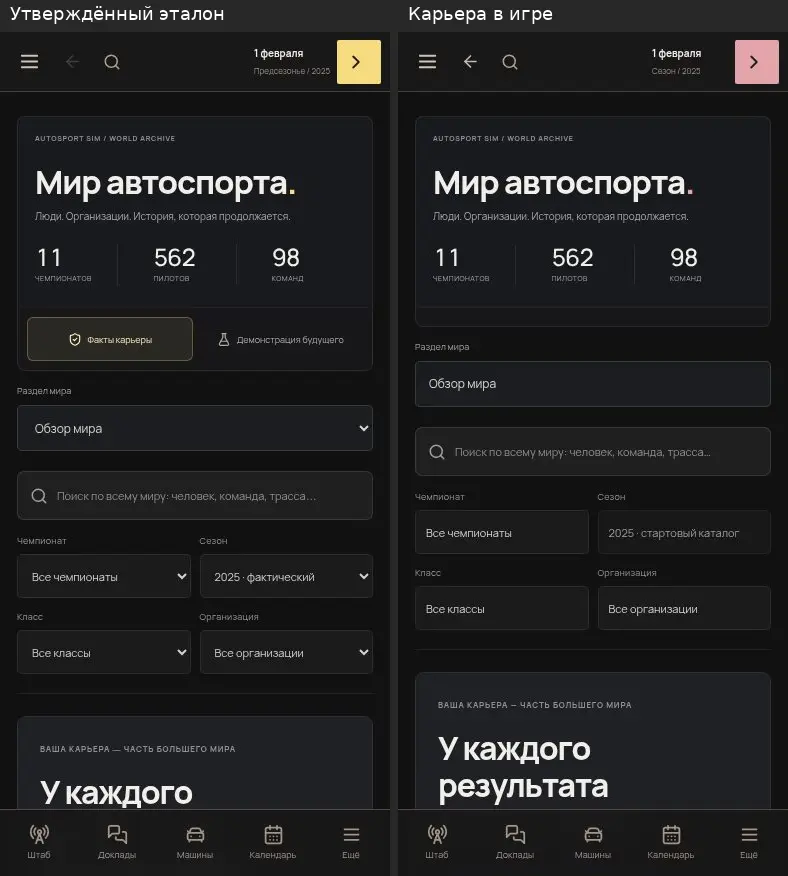 Утверждённый эталон
1 февраля
Предсезонье / 2025
AUTOSPORT SIM / WORLD ARCHIVE
Мир автоспорта.
Люди. Организации. История, которая продолжается.
11 562 98
ЧЕМПИОНАТОВ ПИЛОТОВ КОМАНД
Факты карьеры Демонстрация будущего
Раздел мира
Обзор мира
Поиск по всему миру: человек, команда, трасса...
Чемпионат Сезон
Все чемпионаты 2025 · фактический
Класс Организация
Все классы Все организации
ВАША КАРЬЕРА — ЧАСТЬ БОЛЬШЕГО МИРА
У каждого
Штаб Доклады Машины Календарь Ещё
Карьера в игре
1 февраля
Сезон / 2025
AUTOSPORT SIM / WORLD ARCHIVE
Мир автоспорта.
Люди. Организации. История, которая продолжается.
11 562 98
ЧЕМПИОНАТОВ ПИЛОТОВ КОМАНД
Раздел мира
Обзор мира
Поиск по всему миру: человек, команда, трасса…
Чемпионат Сезон
Все чемпионаты 2025 · стартовый каталог
Класс Организация
Все классы Все организации
ВАША КАРЬЕРА – ЧАСТЬ БОЛЬШЕГО МИРА
У каждого
результата
Штаб Доклады Машины Календарь Ещё